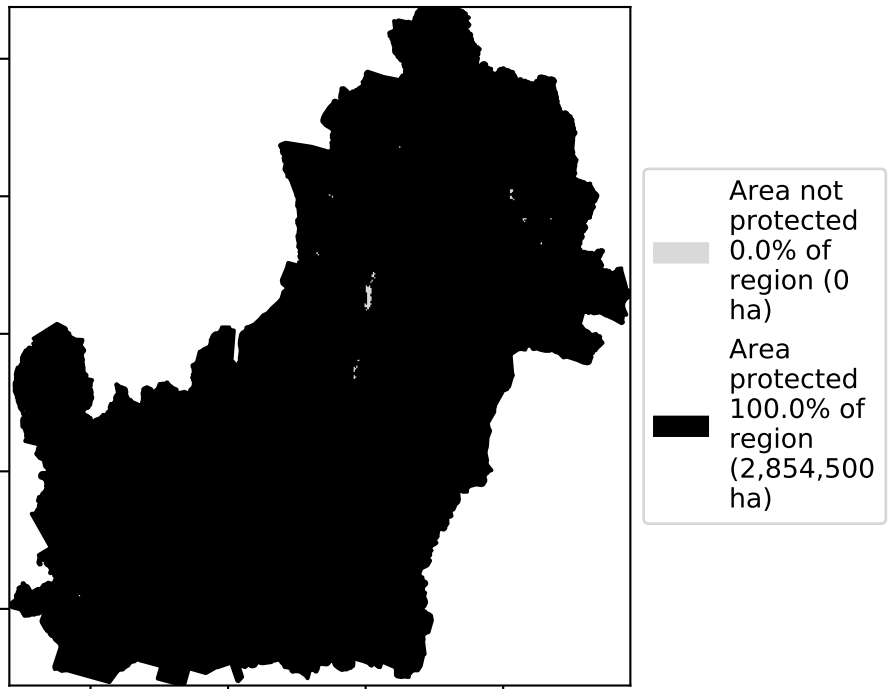 Area not
protected
0.0% of
region (0
ha)
Area
protected
100.0% of
region
(2,854,500
ha)